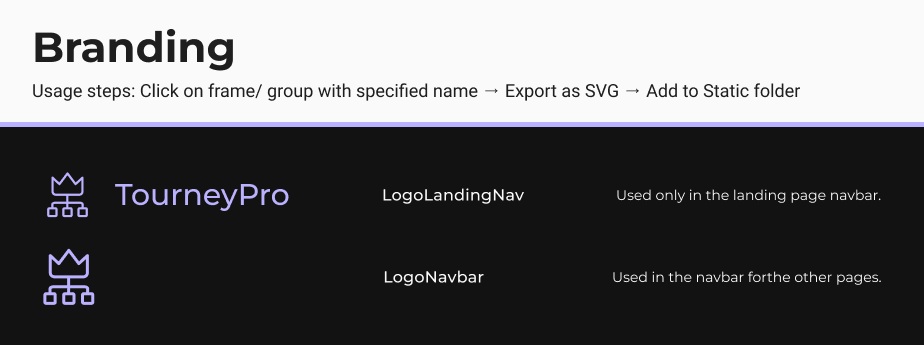 Branding
Usage steps: Click on frame/ group with specified name → Export as SVG → Add to Static folder
TourneyPro LogoLandingNav Used only in the landing page navbar.
LogoNavbar Used in the navbar forthe other pages.